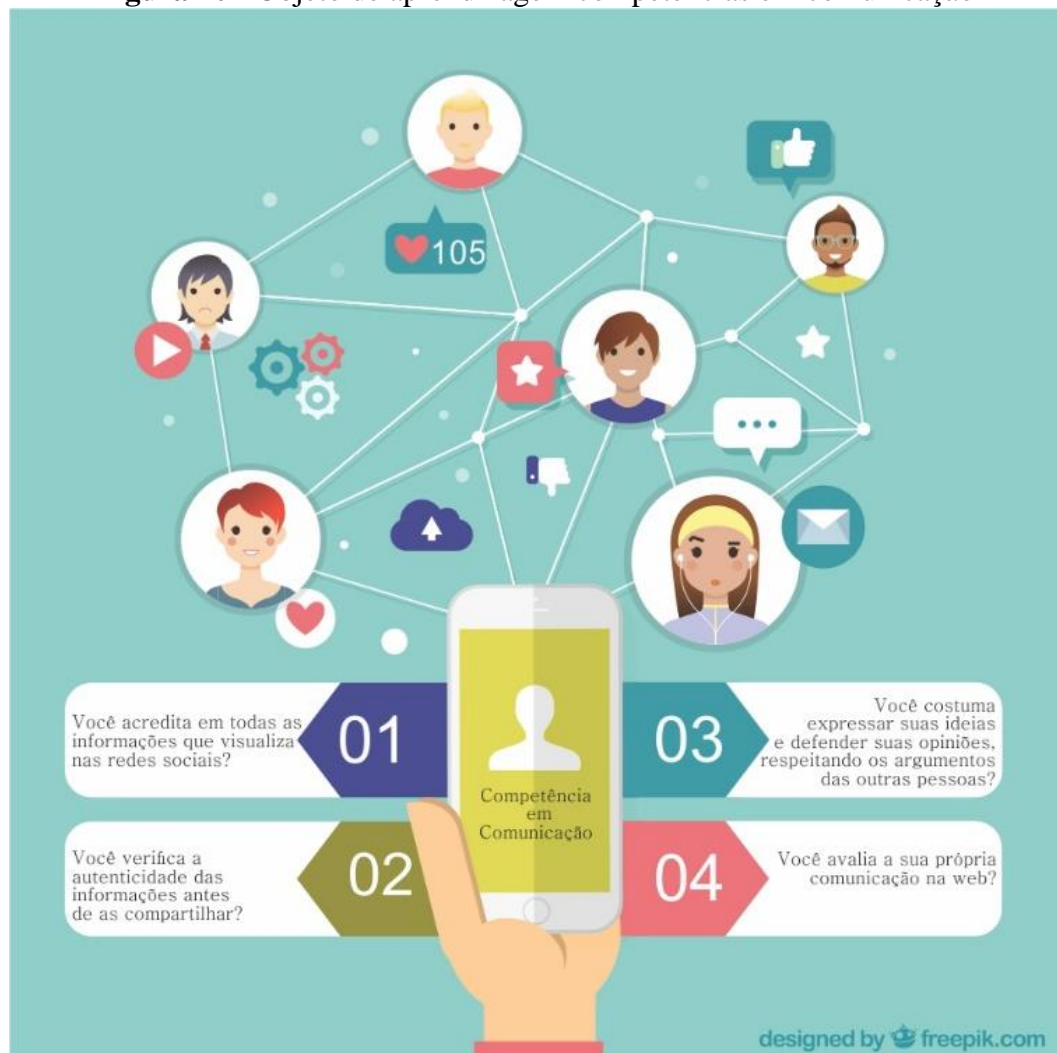 105
01
Você acredita em todas as
informações que visualiza
nas redes sociais?
02
Você verifica a
autenticidade das
informações antes
de as compartilhar?
Competência
em
Comunicação
03
Você costuma
expressar suas ideias
e defender suas opiniões,
respeitando os argumentos
das outras pessoas?
04
Você avalia a sua própria
comunicação na web?
designed by freepik.com